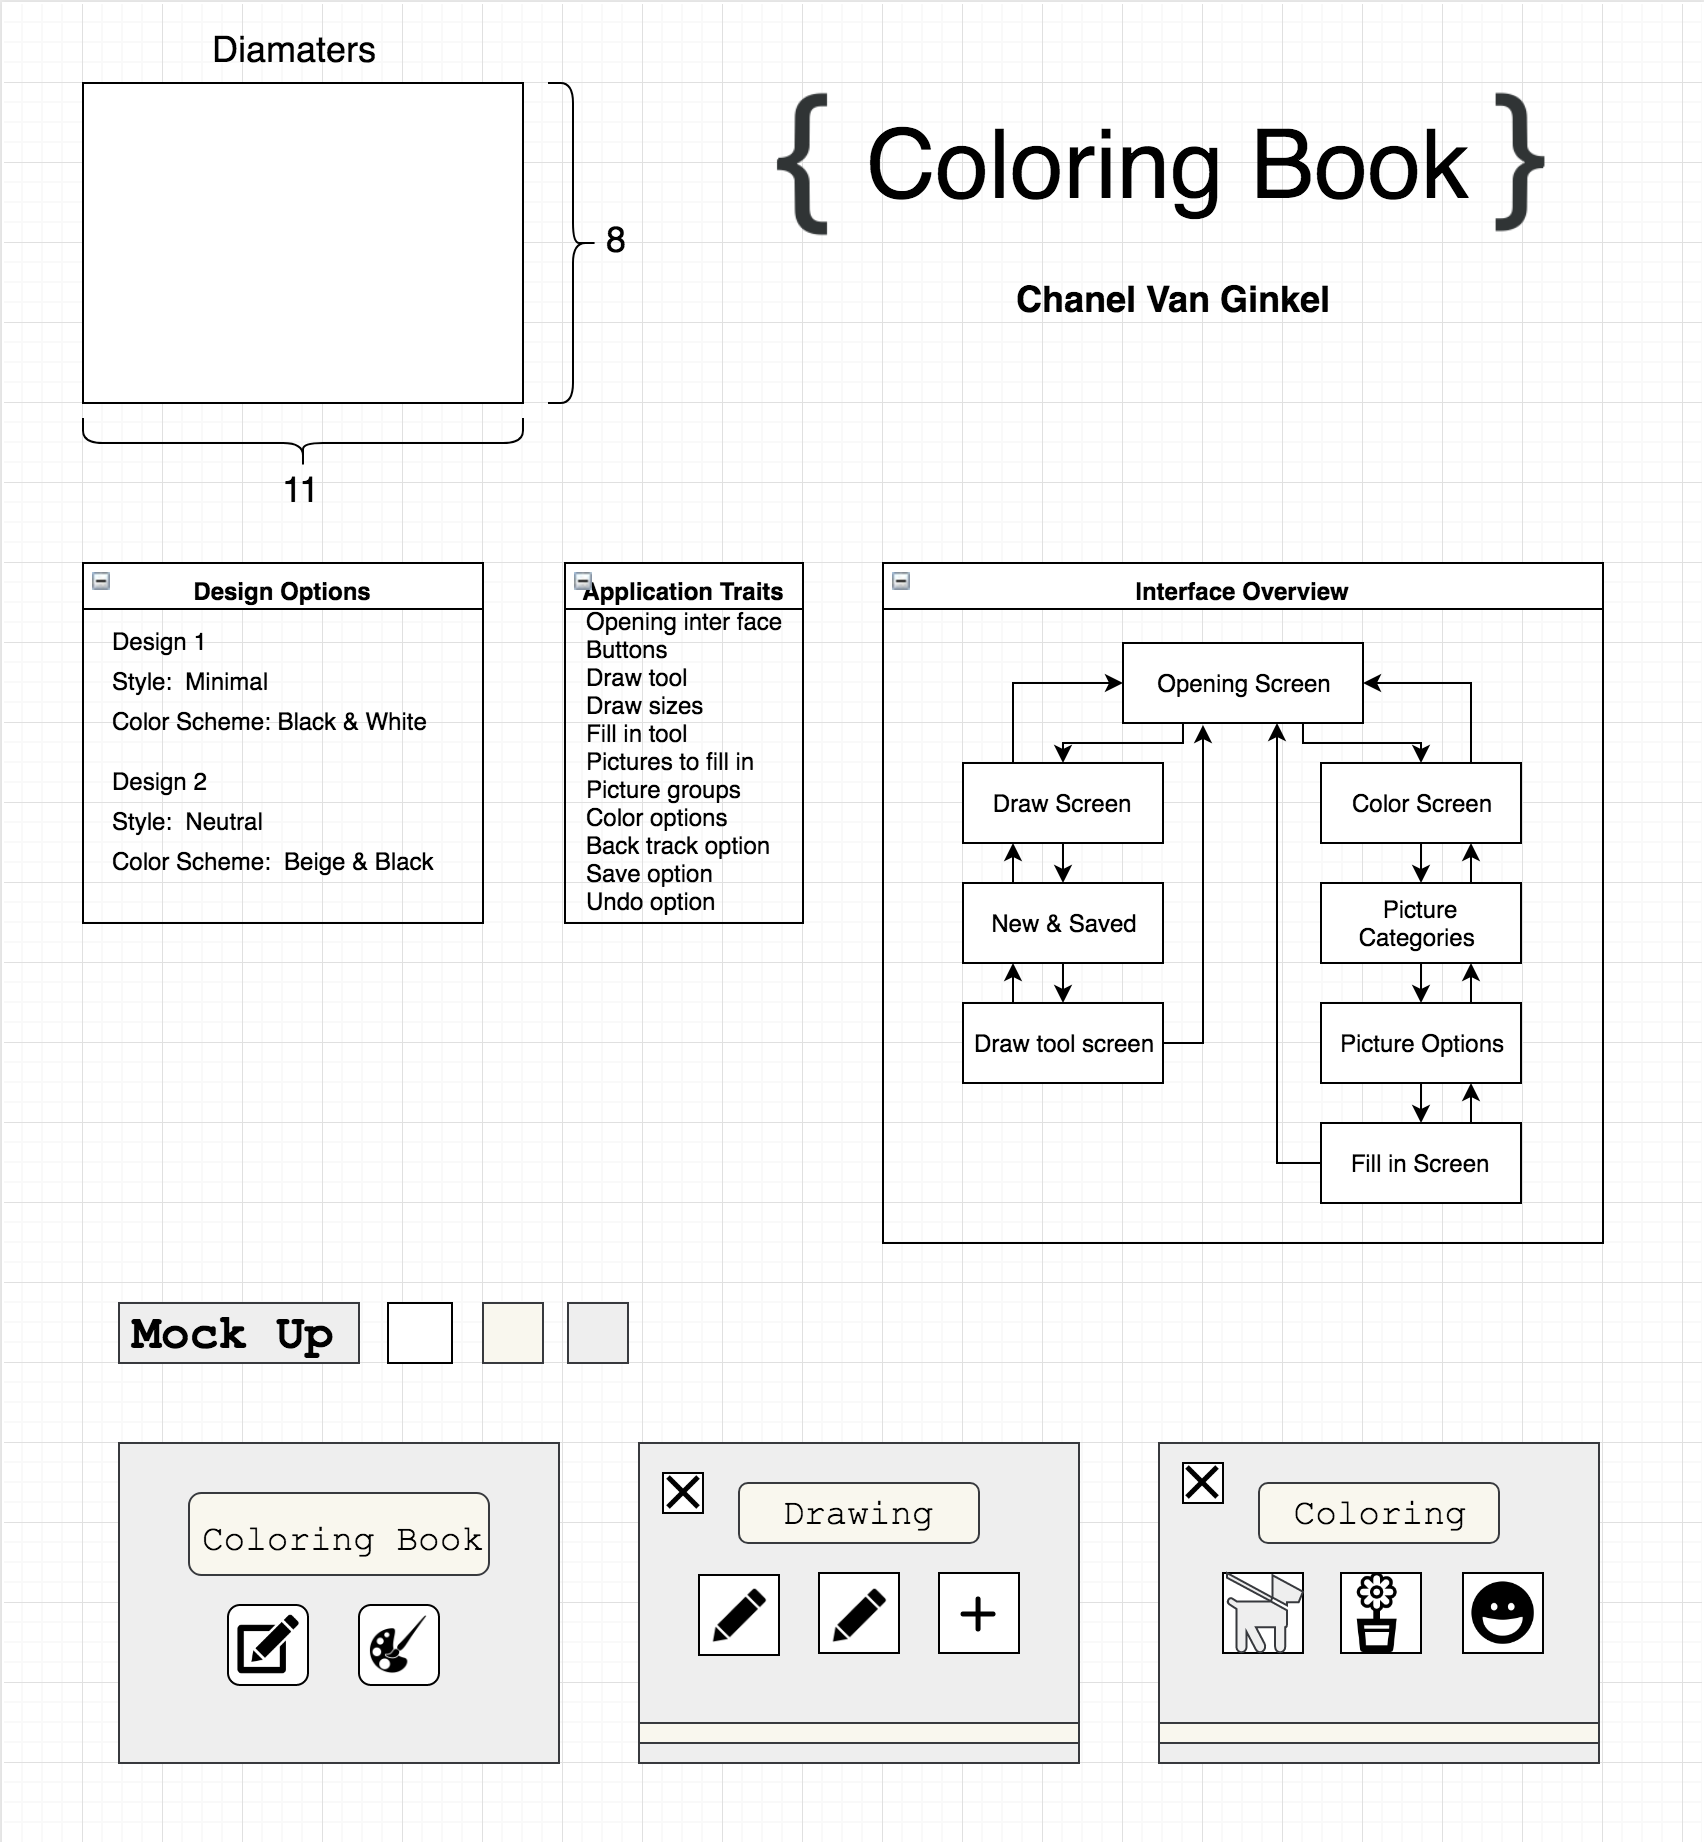 Diamaters
8
11
{ Coloring Book }
Chanel Van Ginkel
Design Options
Design 1
Style: Minimal
Color Scheme: Black & White
Design 2
Style: Neutral
Color Scheme: Beige & Black
Application Traits
Opening inter face
Buttons
Draw tool
Draw sizes
Fill in tool
Pictures to fill in
Picture groups
Color options
Back track option
Save option
Undo option
Interface Overview
Opening Screen
Draw Screen
New & Saved
Draw tool screen
Color Screen
Picture
Categories
Picture Options
Fill in Screen
Mock Up
Coloring Book
Drawing
Coloring